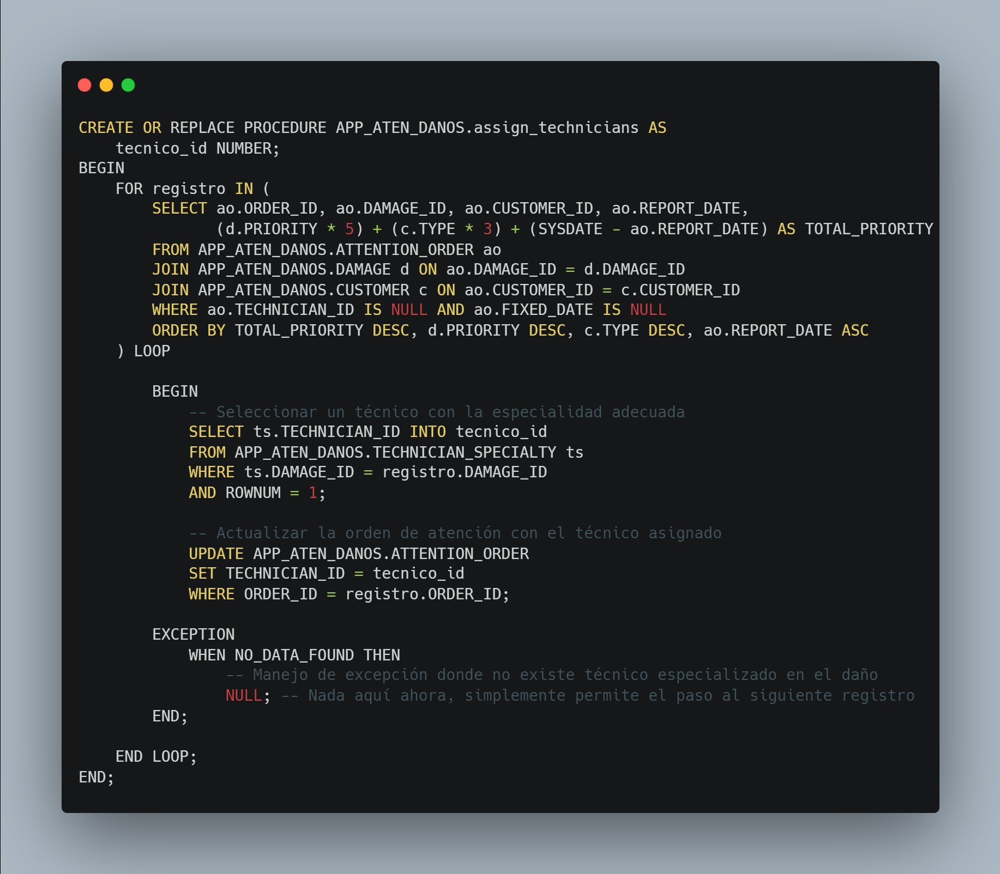 CREATE OR REPLACE PROCEDURE APP_ATEN_DANOS.assign_technicians AS
    tecnico_id NUMBER;
BEGIN
    FOR registro IN (
        SELECT ao.ORDER_ID, ao.DAMAGE_ID, ao.CUSTOMER_ID, ao.REPORT_DATE,
               (d.PRIORITY * 5) + (c.TYPE * 3) + (SYSDATE - ao.REPORT_DATE) AS TOTAL_PRIORITY
        FROM APP_ATEN_DANOS.ATTENTION_ORDER ao
        JOIN APP_ATEN_DANOS.DAMAGE d ON ao.DAMAGE_ID = d.DAMAGE_ID
        JOIN APP_ATEN_DANOS.CUSTOMER c ON ao.CUSTOMER_ID = c.CUSTOMER_ID
        WHERE ao.TECHNICIAN_ID IS NULL AND ao.FIXED_DATE IS NULL
        ORDER BY TOTAL_PRIORITY DESC, d.PRIORITY DESC, c.TYPE DESC, ao.REPORT_DATE ASC
    ) LOOP

        BEGIN
            -- Seleccionar un técnico con la especialidad adecuada
            SELECT ts.TECHNICIAN_ID INTO tecnico_id
            FROM APP_ATEN_DANOS.TECHNICIAN_SPECIALTY ts
            WHERE ts.DAMAGE_ID = registro.DAMAGE_ID
            AND ROWNUM = 1;

            -- Actualizar la orden de atención con el técnico asignado
            UPDATE APP_ATEN_DANOS.ATTENTION_ORDER
            SET TECHNICIAN_ID = tecnico_id
            WHERE ORDER_ID = registro.ORDER_ID;

        EXCEPTION
            WHEN NO_DATA_FOUND THEN
                -- Manejo de excepción donde no existe técnico especializado en el daño
                NULL; -- Nada aquí ahora, simplemente permite el paso al siguiente registro
        END;

    END LOOP;
END;